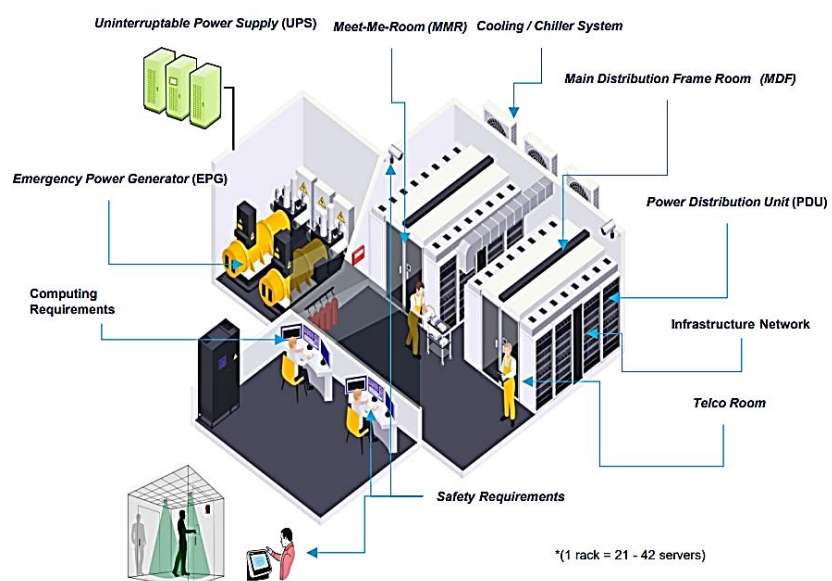 Uninterruptable Power Supply (UPS)
Meet-Me-Room (MMR)
Cooling / Chiller System
Main Distribution Frame Room (MDF)
Emergency Power Generator (EPG)
Power Distribution Unit (PDU)
Computing
Requirements
Infrastructure Network
Telco Room
Safety Requirements
*(1 rack = 21 - 42 servers)